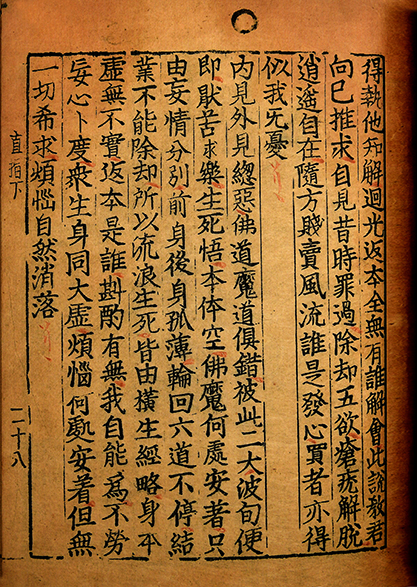 得執他知解迴光返本全無有誰解會此說教君
向已推求自見昔時罪過除却五欲瘡疣解脫
逍遥自在隨方賤賣風流誰是發心買者亦得
似我无憂
內見外見緫惡佛道魔道俱錯被此二大波旬便
即猒苦求樂生死悟本体空佛魔何處安著只
由妄情分別前身後身孤薄輪回六道不停結
業不能除却所以流浪生死皆由橫生經略身本
虛無不實返本是誰斟酌有無我自能爲不勞
妄心卜度衆生身同大虛煩惱何處安着但無
一切希求煩惱自然消落
直指下 二十八